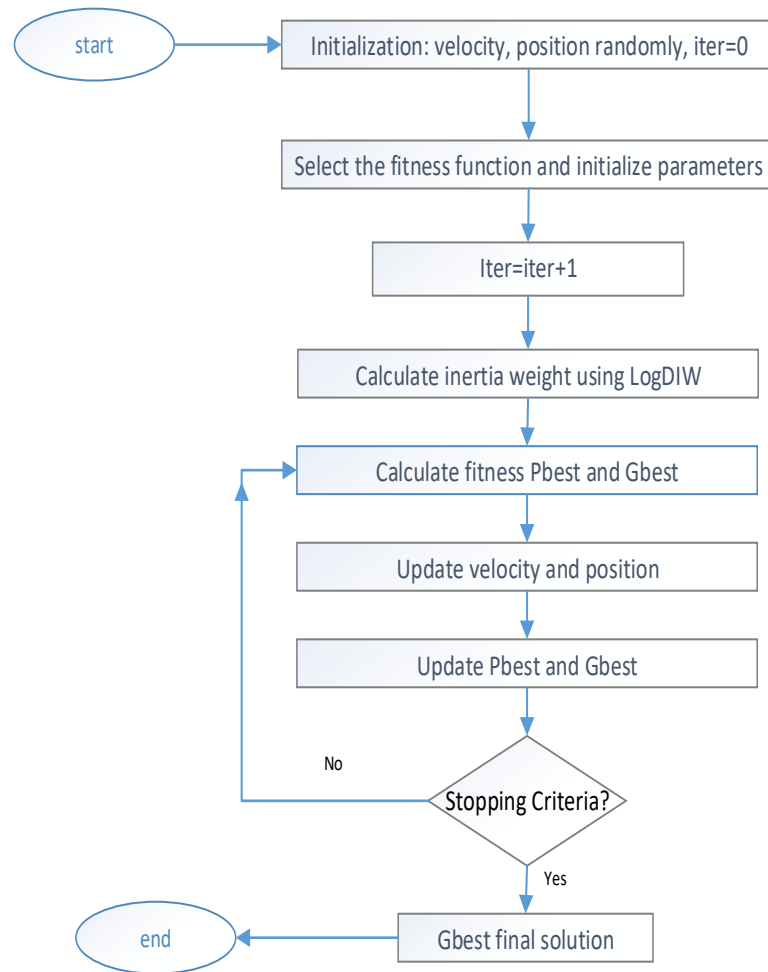 start
Initialization: velocity, position randomly, iter=0
Select the fitness function and initialize parameters
Iter=iter+1
Calculate inertia weight using LogDIW
Calculate fitness Pbest and Gbest
Update velocity and position
Update Pbest and Gbest
No
Stopping Criteria?
Yes
Gbest final solution
end